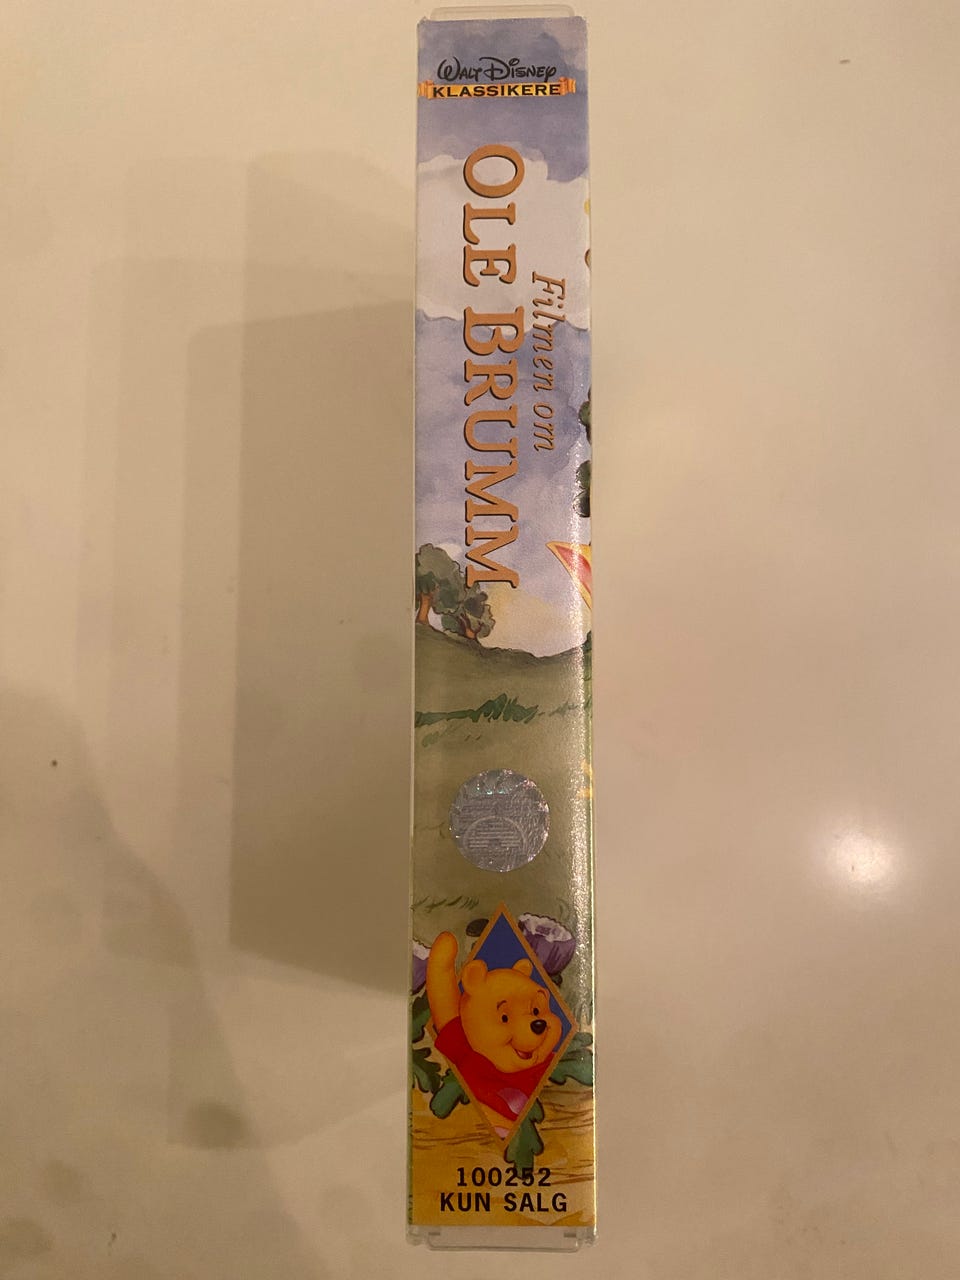 WALT DISNEY
KLASSIKERE
Filmen om
OLE BRUMM
100252
KUN SALG